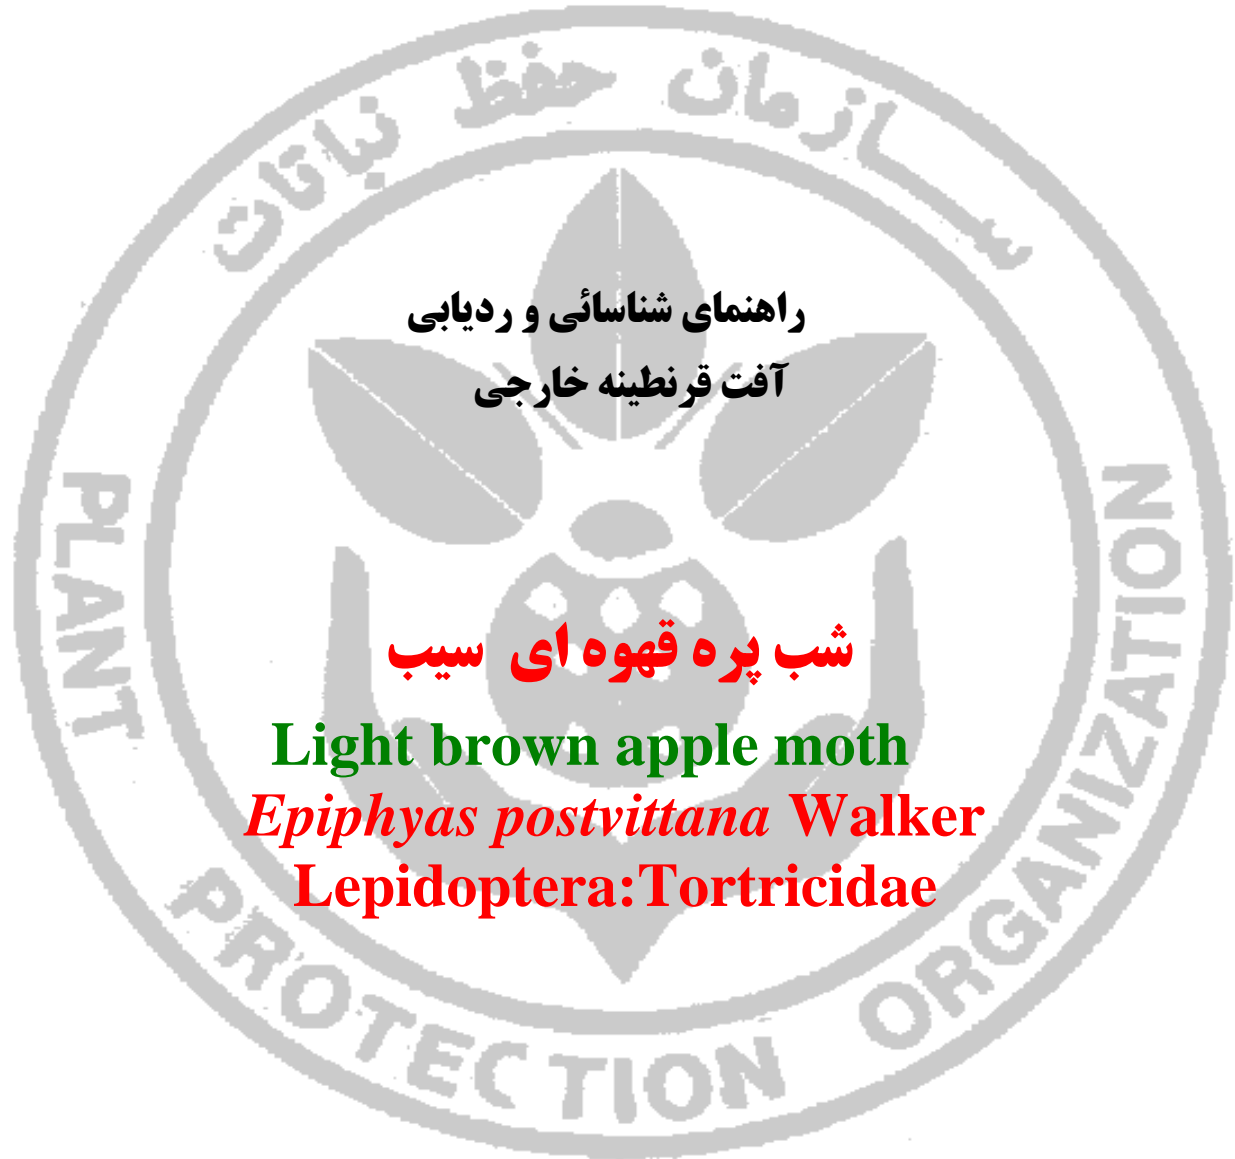 سازمان حفظ نباتات
راهنمای شناسائی و ردیابی
آفت قرنطینه خارجی
شب پره قهوه ای سیب
Light brown apple moth
Epiphyas postvittana Walker
Lepidoptera:Tortricidae
PLANT PROTECTION ORGANIZATION